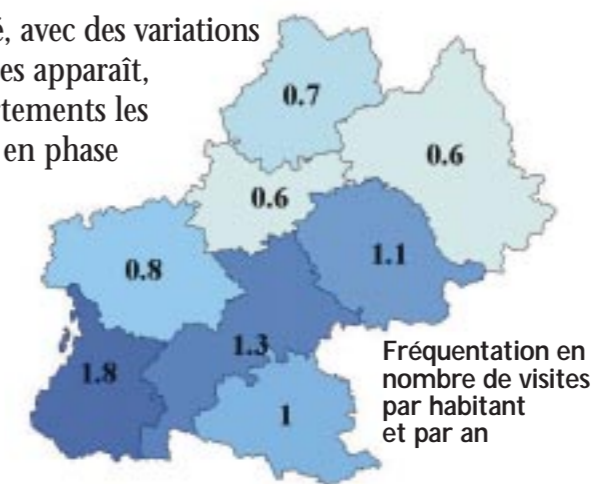 é, avec des variations
es apparaît,
rtements les
en phase
0.7
0.6
0.6
1.1
0.8
1.3
1.8
1
Fréquentation en
nombre de visites
par habitant
et par an